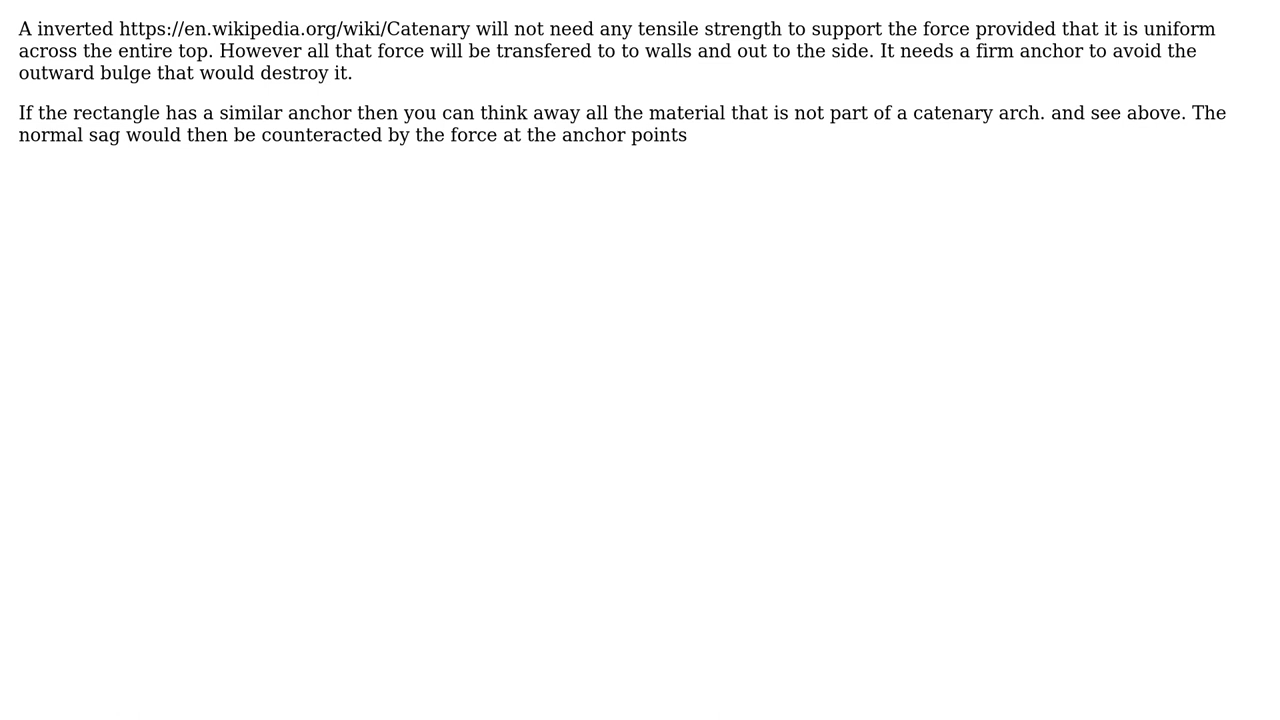 A inverted https://en.wikipedia.org/wiki/Catenary will not need any tensile strength to support the force provided that it is uniform
across the entire top. However all that force will be transfered to to walls and out to the side. It needs a firm anchor to avoid the
outward bulge that would destroy it.
If the rectangle has a similar anchor then you can think away all the material that is not part of a catenary arch. and see above. The
normal sag would then be counteracted by the force at the anchor points